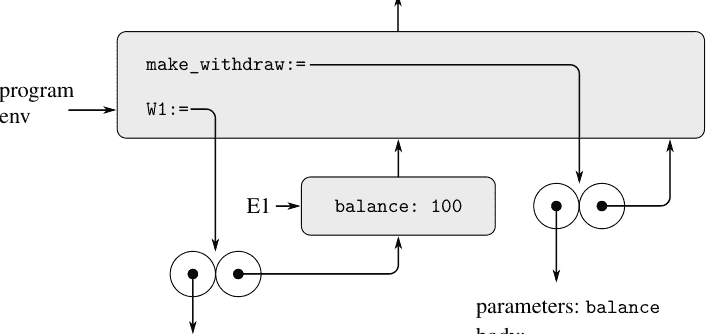 make_withdraw:=
program
env
W1:=
E1
balance: 100
parameters: balance